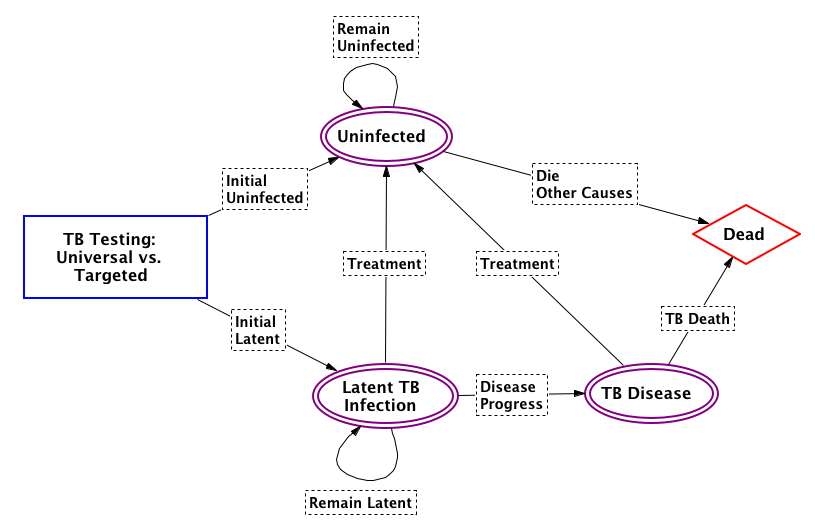 Remain
Uninfected
Uninfected
Initial
Uninfected
Die
Other Causes
TB Testing:
Universal vs.
Targeted
Dead
Treatment
Treatment
Initial
Latent
TB Death
Latent TB
Infection
Disease
Progress
TB Disease
Remain Latent